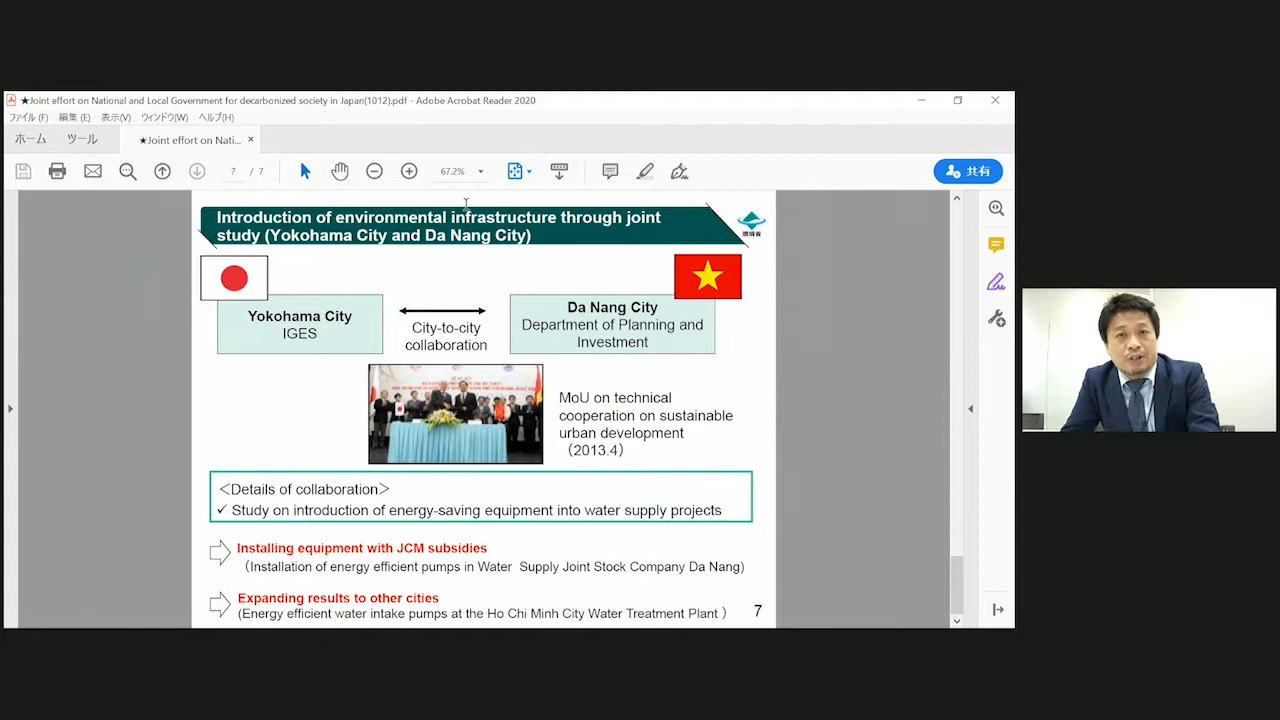 ★Joint effort on National and Local Government for decarbonized society in Japan(1012).pdf - Adobe Acrobat Reader 2020
ファイル(F) 編集(E) 表示(V) ウィンドウ(W) ヘルプ(H)
ホーム ツール ★Joint effort on Nati... ×
7 / 7 67.2% 共有
Introduction of environmental infrastructure through joint
study (Yokohama City and Da Nang City)
環境省
Yokohama City
IGES
City-to-city
collaboration
Da Nang City
Department of Planning and
Investment
MoU on technical
cooperation on sustainable
urban development
（2013.4）
＜Details of collaboration＞
✓ Study on introduction of energy-saving equipment into water supply projects
Installing equipment with JCM subsidies
（Installation of energy efficient pumps in Water Supply Joint Stock Company Da Nang)
Expanding results to other cities
(Energy efficient water intake pumps at the Ho Chi Minh City Water Treatment Plant ）
7